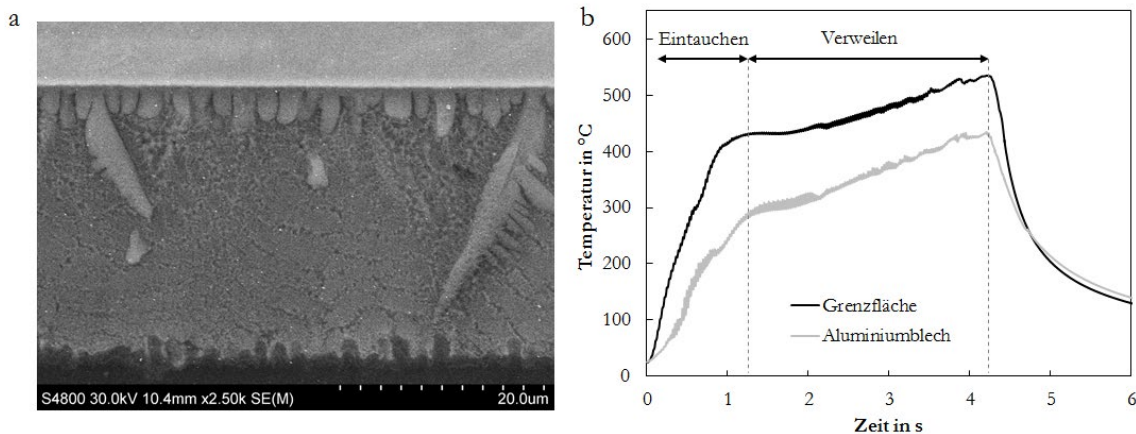 a
S4800 30.0kV 10.4mm x2.50k SE(M)
20.0um
b
Temperatur in °C
600
500
400
300
200
100
0
Eintauchen
Verweilen
Grenzfläche
Aluminiumblech
0 1 2 3 4 5 6
Zeit in s